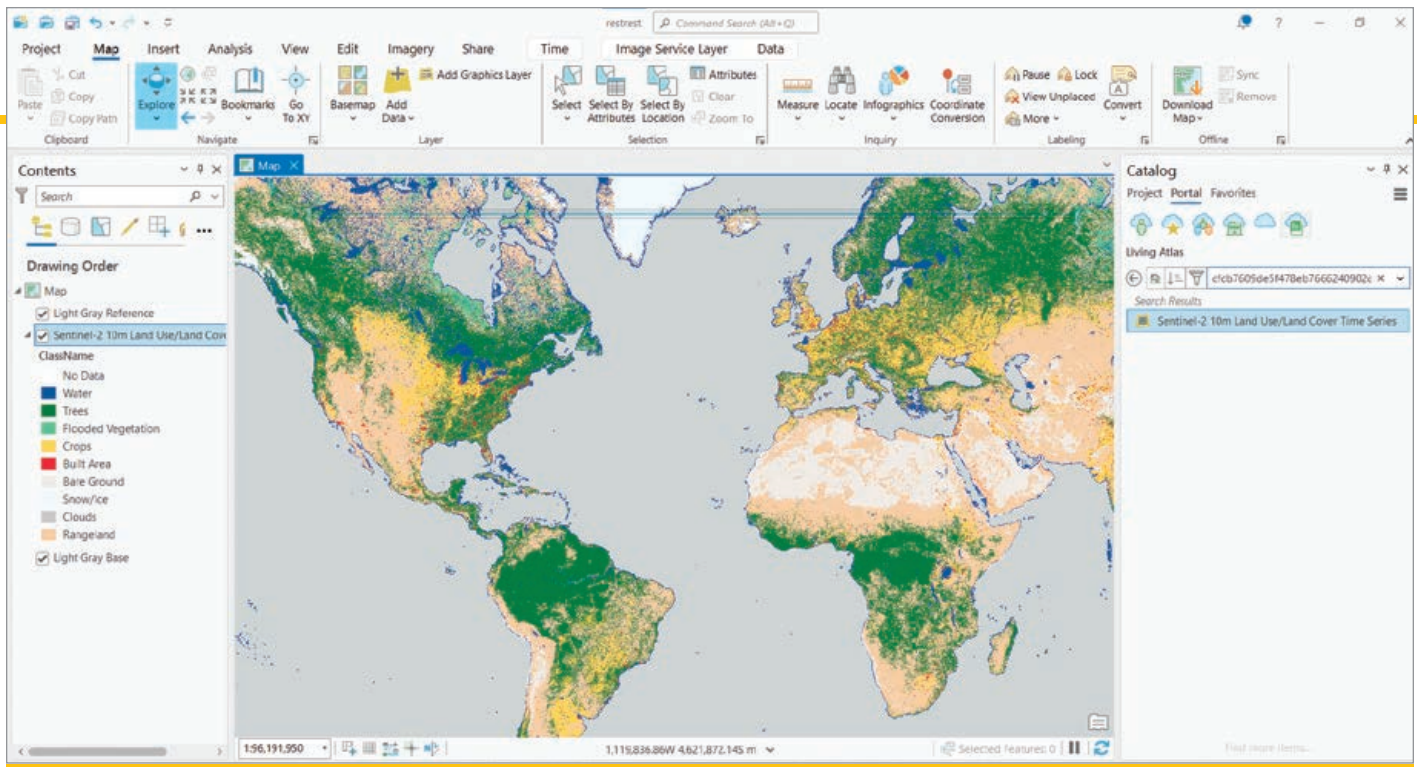 restrest
Command Search (Alt+Q)
?
Project Map Insert Analysis View Edit Imagery Share Time Image Service Layer Data
Paste
Cut
Copy
Copy Path
Clipboard
Explore
Bookmarks
Go To XY
Navigate
Basemap
Add Data
Add Graphics Layer
Layer
Select
Select By Attributes
Select By Location
Attributes
Clear
Zoom To
Selection
Measure
Locate
Infographics
Coordinate Conversion
Inquiry
Pause
Lock
View Unplaced
More
Convert
Labeling
Download Map
Sync
Remove
Offline
Contents
Search
Drawing Order
Map
Light Gray Reference
Sentinel-2 10m Land Use/Land Cov
ClassName
No Data
Water
Trees
Flooded Vegetation
Crops
Built Area
Bare Ground
Snow/Ice
Clouds
Rangeland
Light Gray Base
Map
1:96,191,950
1,119,836.86W 4,621,872.145 m
Selected Features: 0
Catalog
Project Portal Favorites
Living Atlas
Search Results
Sentinel-2 10m Land Use/Land Cover Time Series
Find more items...